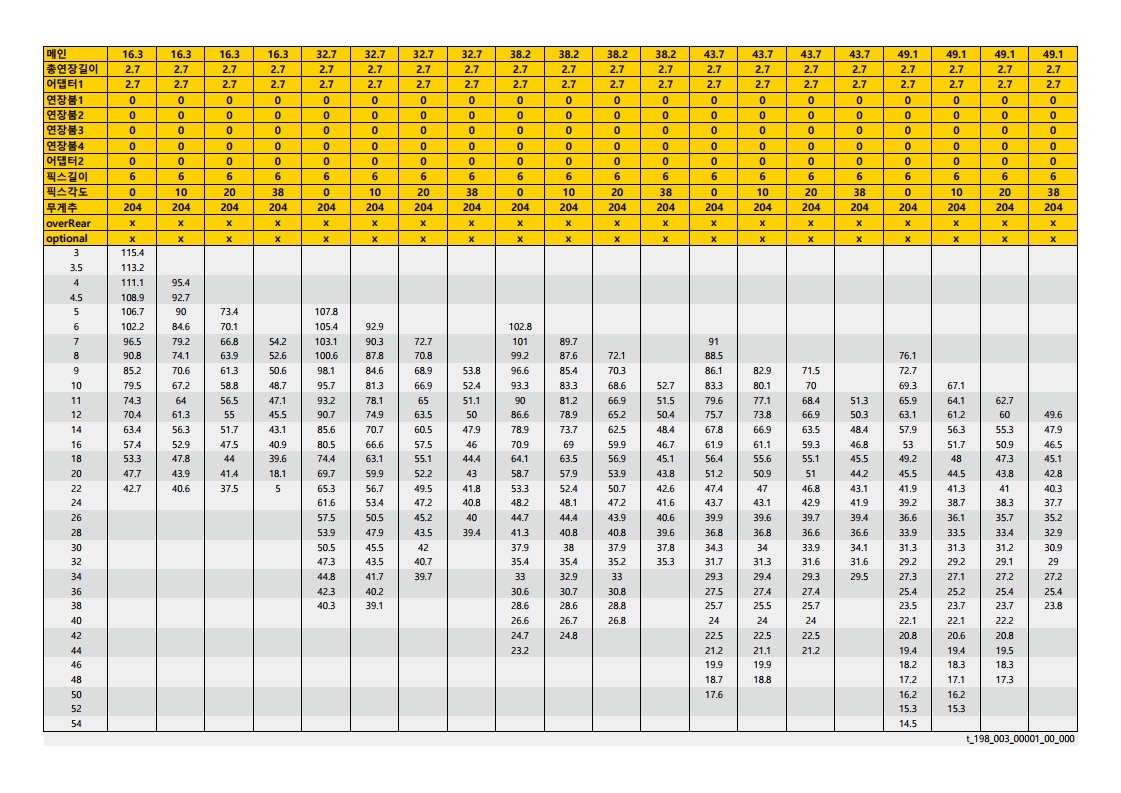 메인 16.3 16.3 16.3 16.3 32.7 32.7 32.7 32.7 38.2 38.2 38.2 38.2 43.7 43.7 43.7 43.7 49.1 49.1 49.1 49.1
총연장길이 2.7 2.7 2.7 2.7 2.7 2.7 2.7 2.7 2.7 2.7 2.7 2.7 2.7 2.7 2.7 2.7 2.7 2.7 2.7 2.7
어댑터1 2.7 2.7 2.7 2.7 2.7 2.7 2.7 2.7 2.7 2.7 2.7 2.7 2.7 2.7 2.7 2.7 2.7 2.7 2.7 2.7
연장붐1 0 0 0 0 0 0 0 0 0 0 0 0 0 0 0 0 0 0 0 0
연장붐2 0 0 0 0 0 0 0 0 0 0 0 0 0 0 0 0 0 0 0 0
연장붐3 0 0 0 0 0 0 0 0 0 0 0 0 0 0 0 0 0 0 0 0
연장붐4 0 0 0 0 0 0 0 0 0 0 0 0 0 0 0 0 0 0 0 0
어댑터2 0 0 0 0 0 0 0 0 0 0 0 0 0 0 0 0 0 0 0 0
픽스길이 6 6 6 6 6 6 6 6 6 6 6 6 6 6 6 6 6 6 6 6
픽스각도 0 10 20 38 0 10 20 38 0 10 20 38 0 10 20 38 0 10 20 38
무게추 204 204 204 204 204 204 204 204 204 204 204 204 204 204 204 204 204 204 204 204
overRear x x x x x x x x x x x x x x x x x x x x
optional x x x x x x x x x x x x x x x x x x x x
3 115.4
3.5 113.2
4 111.1 95.4
4.5 108.9 92.7
5 106.7 90 73.4 107.8
6 102.2 84.6 70.1 105.4 92.9 102.8
7 96.5 79.2 66.8 54.2 103.1 90.3 72.7 101 89.7 91
8 90.8 74.1 63.9 52.6 100.6 87.8 70.8 99.2 87.6 72.1 88.5 76.1
9 85.2 70.6 61.3 50.6 98.1 84.6 68.9 53.8 96.6 85.4 70.3 86.1 82.9 71.5 72.7
10 79.5 67.2 58.8 48.7 95.7 81.3 66.9 52.4 93.3 83.3 68.6 52.7 83.3 80.1 70 69.3 67.1
11 74.3 64 56.5 47.1 93.2 78.1 65 51.1 90 81.2 66.9 51.5 79.6 77.1 68.4 51.3 65.9 64.1 62.7
12 70.4 61.3 55 45.5 90.7 74.9 63.5 50 86.6 78.9 65.2 50.4 75.7 73.8 66.9 50.3 63.1 61.2 60 49.6
14 63.4 56.3 51.7 43.1 85.6 70.7 60.5 47.9 78.9 73.7 62.5 48.4 67.8 66.9 63.5 48.4 57.9 56.3 55.3 47.9
16 57.4 52.9 47.5 40.9 80.5 66.6 57.5 46 70.9 69 59.9 46.7 61.9 61.1 59.3 46.8 53 51.7 50.9 46.5
18 53.3 47.8 44 39.6 74.4 63.1 55.1 44.4 64.1 63.5 56.9 45.1 56.4 55.6 55.1 45.5 49.2 48 47.3 45.1
20 47.7 43.9 41.4 18.1 69.7 59.9 52.2 43 58.7 57.9 53.9 43.8 51.2 50.9 51 44.2 45.5 44.5 43.8 42.8
22 42.7 40.6 37.5 5 65.3 56.7 49.5 41.8 53.3 52.4 50.7 42.6 47.4 47 46.8 43.1 41.9 41.3 41 40.3
24 61.6 53.4 47.2 40.8 48.2 48.1 47.2 41.6 43.7 43.1 42.9 41.9 39.2 38.7 38.3 37.7
26 57.5 50.5 45.2 40 44.7 44.4 43.9 40.6 39.9 39.6 39.7 39.4 36.6 36.1 35.7 35.2
28 53.9 47.9 43.5 39.4 41.3 40.8 40.8 39.6 36.8 36.8 36.6 36.6 33.9 33.5 33.4 32.9
30 50.5 45.5 42 37.9 38 37.9 37.8 34.3 34 33.9 34.1 31.3 31.3 31.2 30.9
32 47.3 43.5 40.7 35.4 35.4 35.2 35.3 31.7 31.3 31.6 31.6 29.2 29.2 29.1 29
34 44.8 41.7 39.7 33 32.9 33 29.3 29.4 29.3 29.5 27.3 27.1 27.2 27.2
36 42.3 40.2 30.6 30.7 30.8 27.5 27.4 27.4 25.4 25.2 25.4 25.4
38 40.3 39.1 28.6 28.6 28.8 25.7 25.5 25.7 23.5 23.7 23.7 23.8
40 26.6 26.7 26.8 24 24 24 22.1 22.1 22.2
42 24.7 24.8 22.5 22.5 22.5 20.8 20.6 20.8
44 23.2 21.2 21.1 21.2 19.4 19.4 19.5
46 19.9 19.9 18.2 18.3 18.3
48 18.7 18.8 17.2 17.1 17.3
50 17.6 16.2 16.2
52 15.3 15.3
54 14.5
t_198_003_00001_00_000